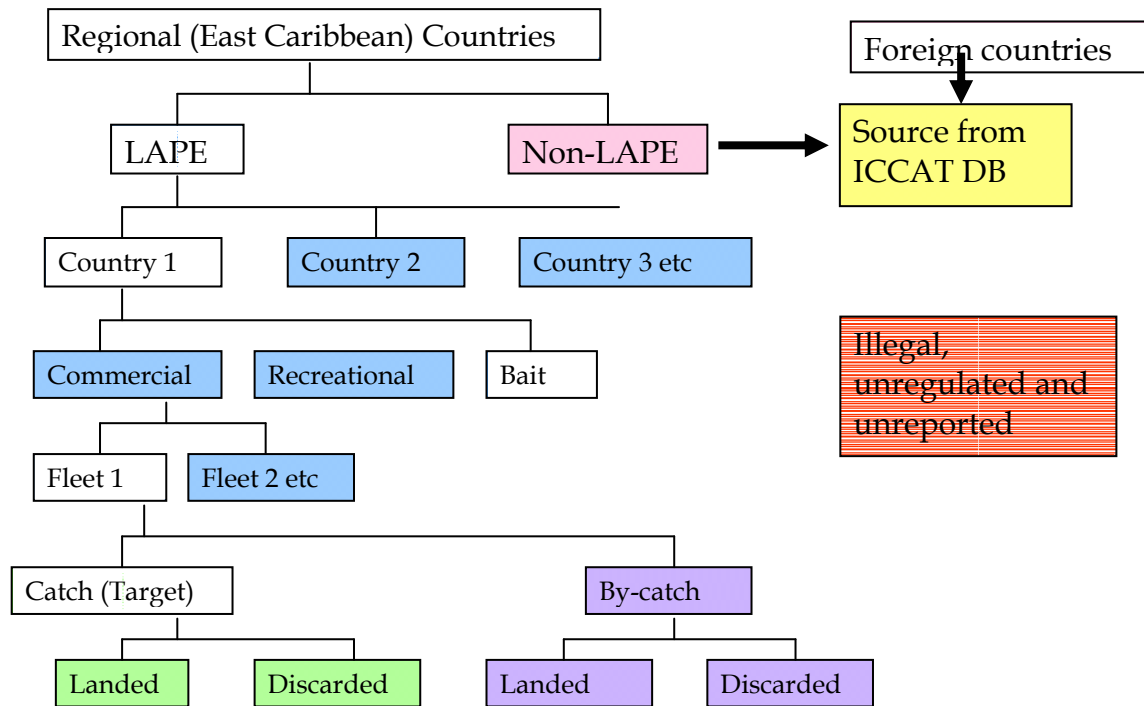 Regional (East Caribbean) Countries
Foreign countries
LAPE
Non-LAPE
Source from
ICCAT DB
Country 1
Country 2
Country 3 etc
Commercial
Recreational
Bait
Illegal,
unregulated and
unreported
Fleet 1
Fleet 2 etc
Catch (Target)
By-catch
Landed
Discarded
Landed
Discarded